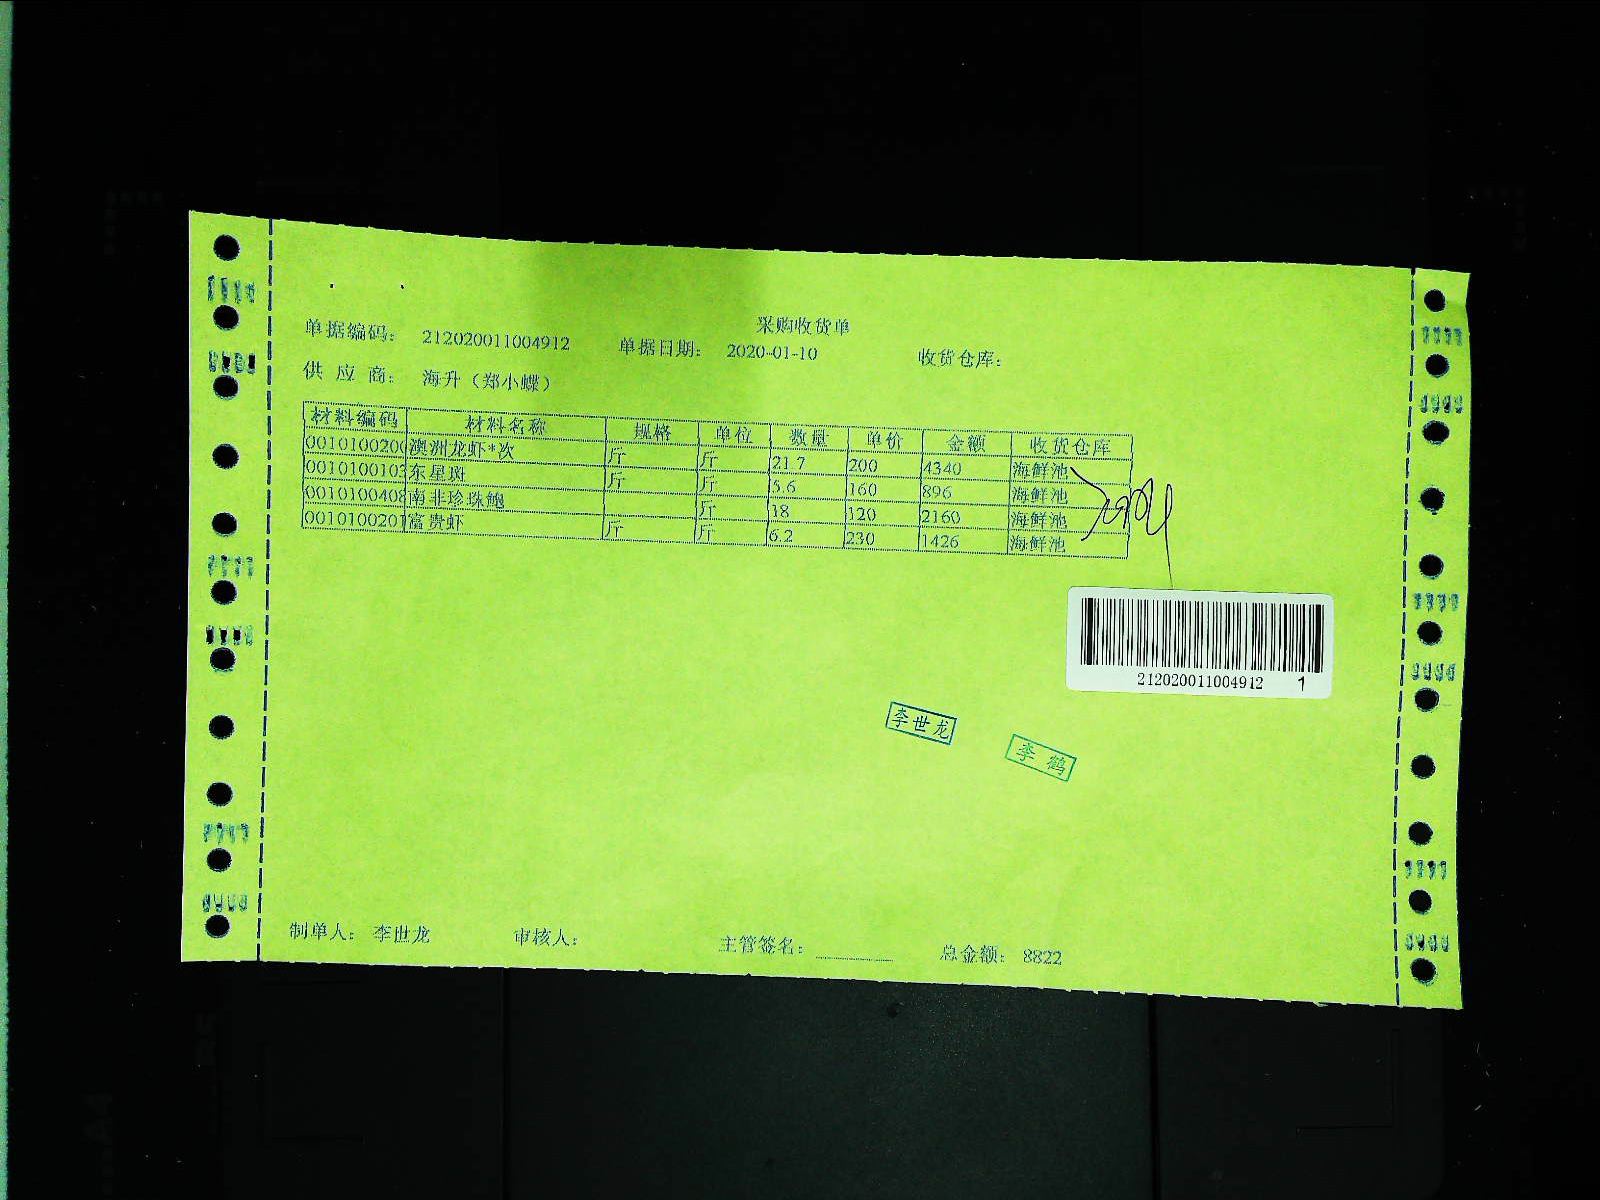 采购收货单
单据编码： 212020011004912 单据日期： 2020-01-10 收货仓库：
供 应 商： 海升（郑小蝶）
材料编码 材料名称 规格 单位 数量 单价 金额 收货仓库
0010100200 澳洲龙虾*次 斤 斤 21.7 200 4340 海鲜池
0010100103 东星斑 斤 斤 5.6 160 896 海鲜池
0010100408 南非珍珠鲍 斤 18 120 2160 海鲜池
0010100201 富贵虾 斤 斤 6.2 230 1426 海鲜池
212020011004912 1
李世龙
李鹤
制单人： 李世龙 审核人： 主管签名： 总金额： 8822